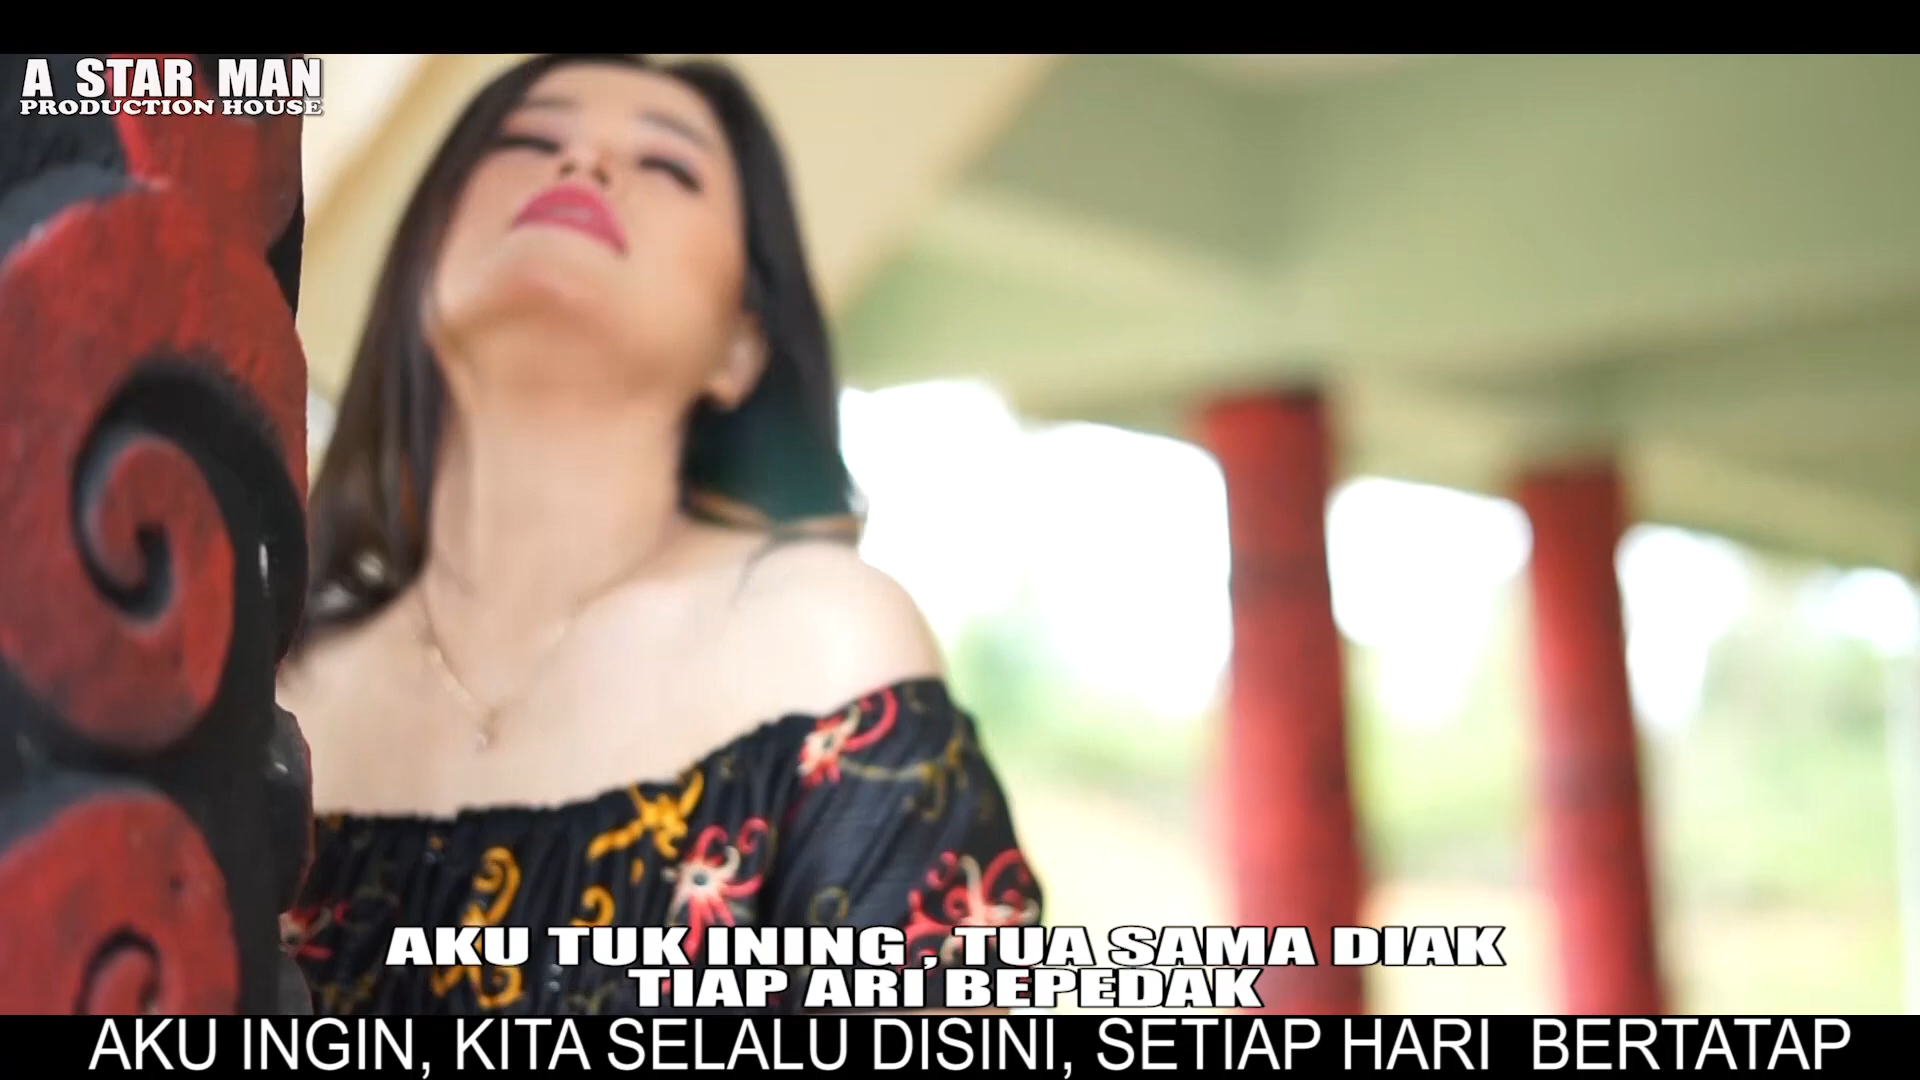 A STAR MAN
PRODUCTION HOUSE
AKU TUK INING , TUA SAMA DIAK
TIAP ARI BEPEDAK
AKU INGIN, KITA SELALU DISINI, SETIAP HARI BERTATAP